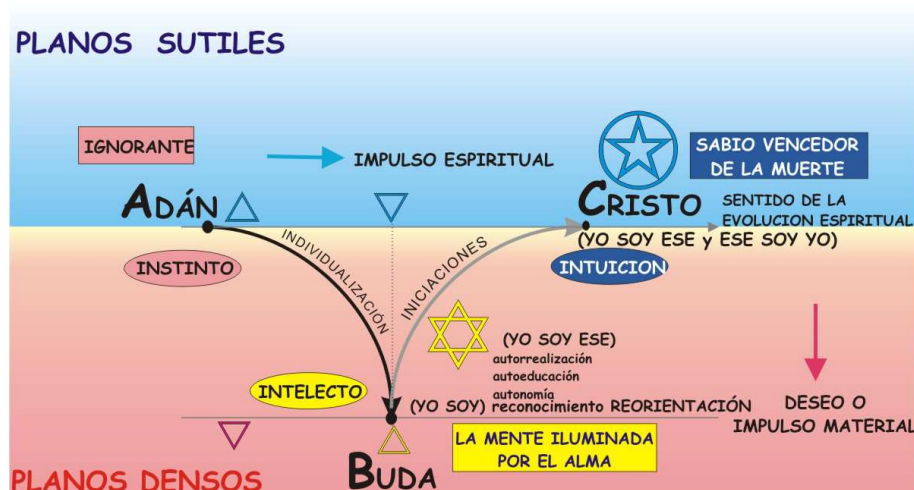 PLANOS SUTILES
IGNORANTE
IMPULSO ESPIRITUAL
SABIO VENCEDOR
DE LA MUERTE
ADÁN
CRISTO
SENTIDO DE LA
EVOLUCION ESPIRITUAL
(YO SOY ESE y ESE SOY YO)
INSTINTO
INDIVIDUALIZACIÓN
INICIACIONES
INTUICION
(YO SOY ESE)
autorrealización
autoeducación
autonomía
INTELECTO
(YO SOY) reconocimiento REORIENTACIÓN
DESEO O
IMPULSO MATERIAL
LA MENTE ILUMINADA
POR EL ALMA
BUDA
PLANOS DENSOS